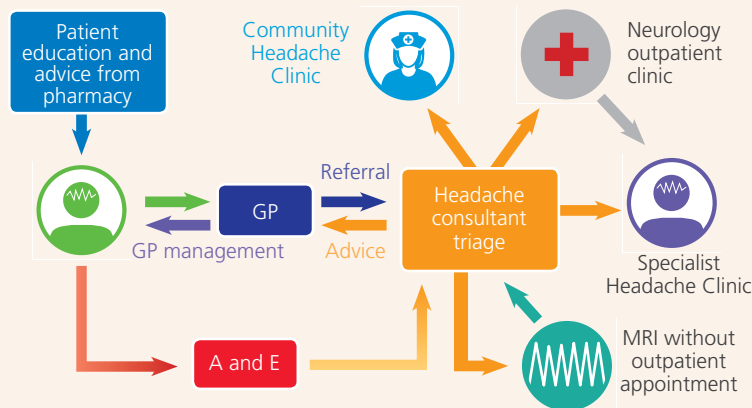 Patient
education and
advice from
pharmacy
Community
Headache
Clinic
Neurology
outpatient
clinic
Referral
GP
GP management
Advice
Headache
consultant
triage
Specialist
Headache Clinic
A and E
MRI without
outpatient
appointment